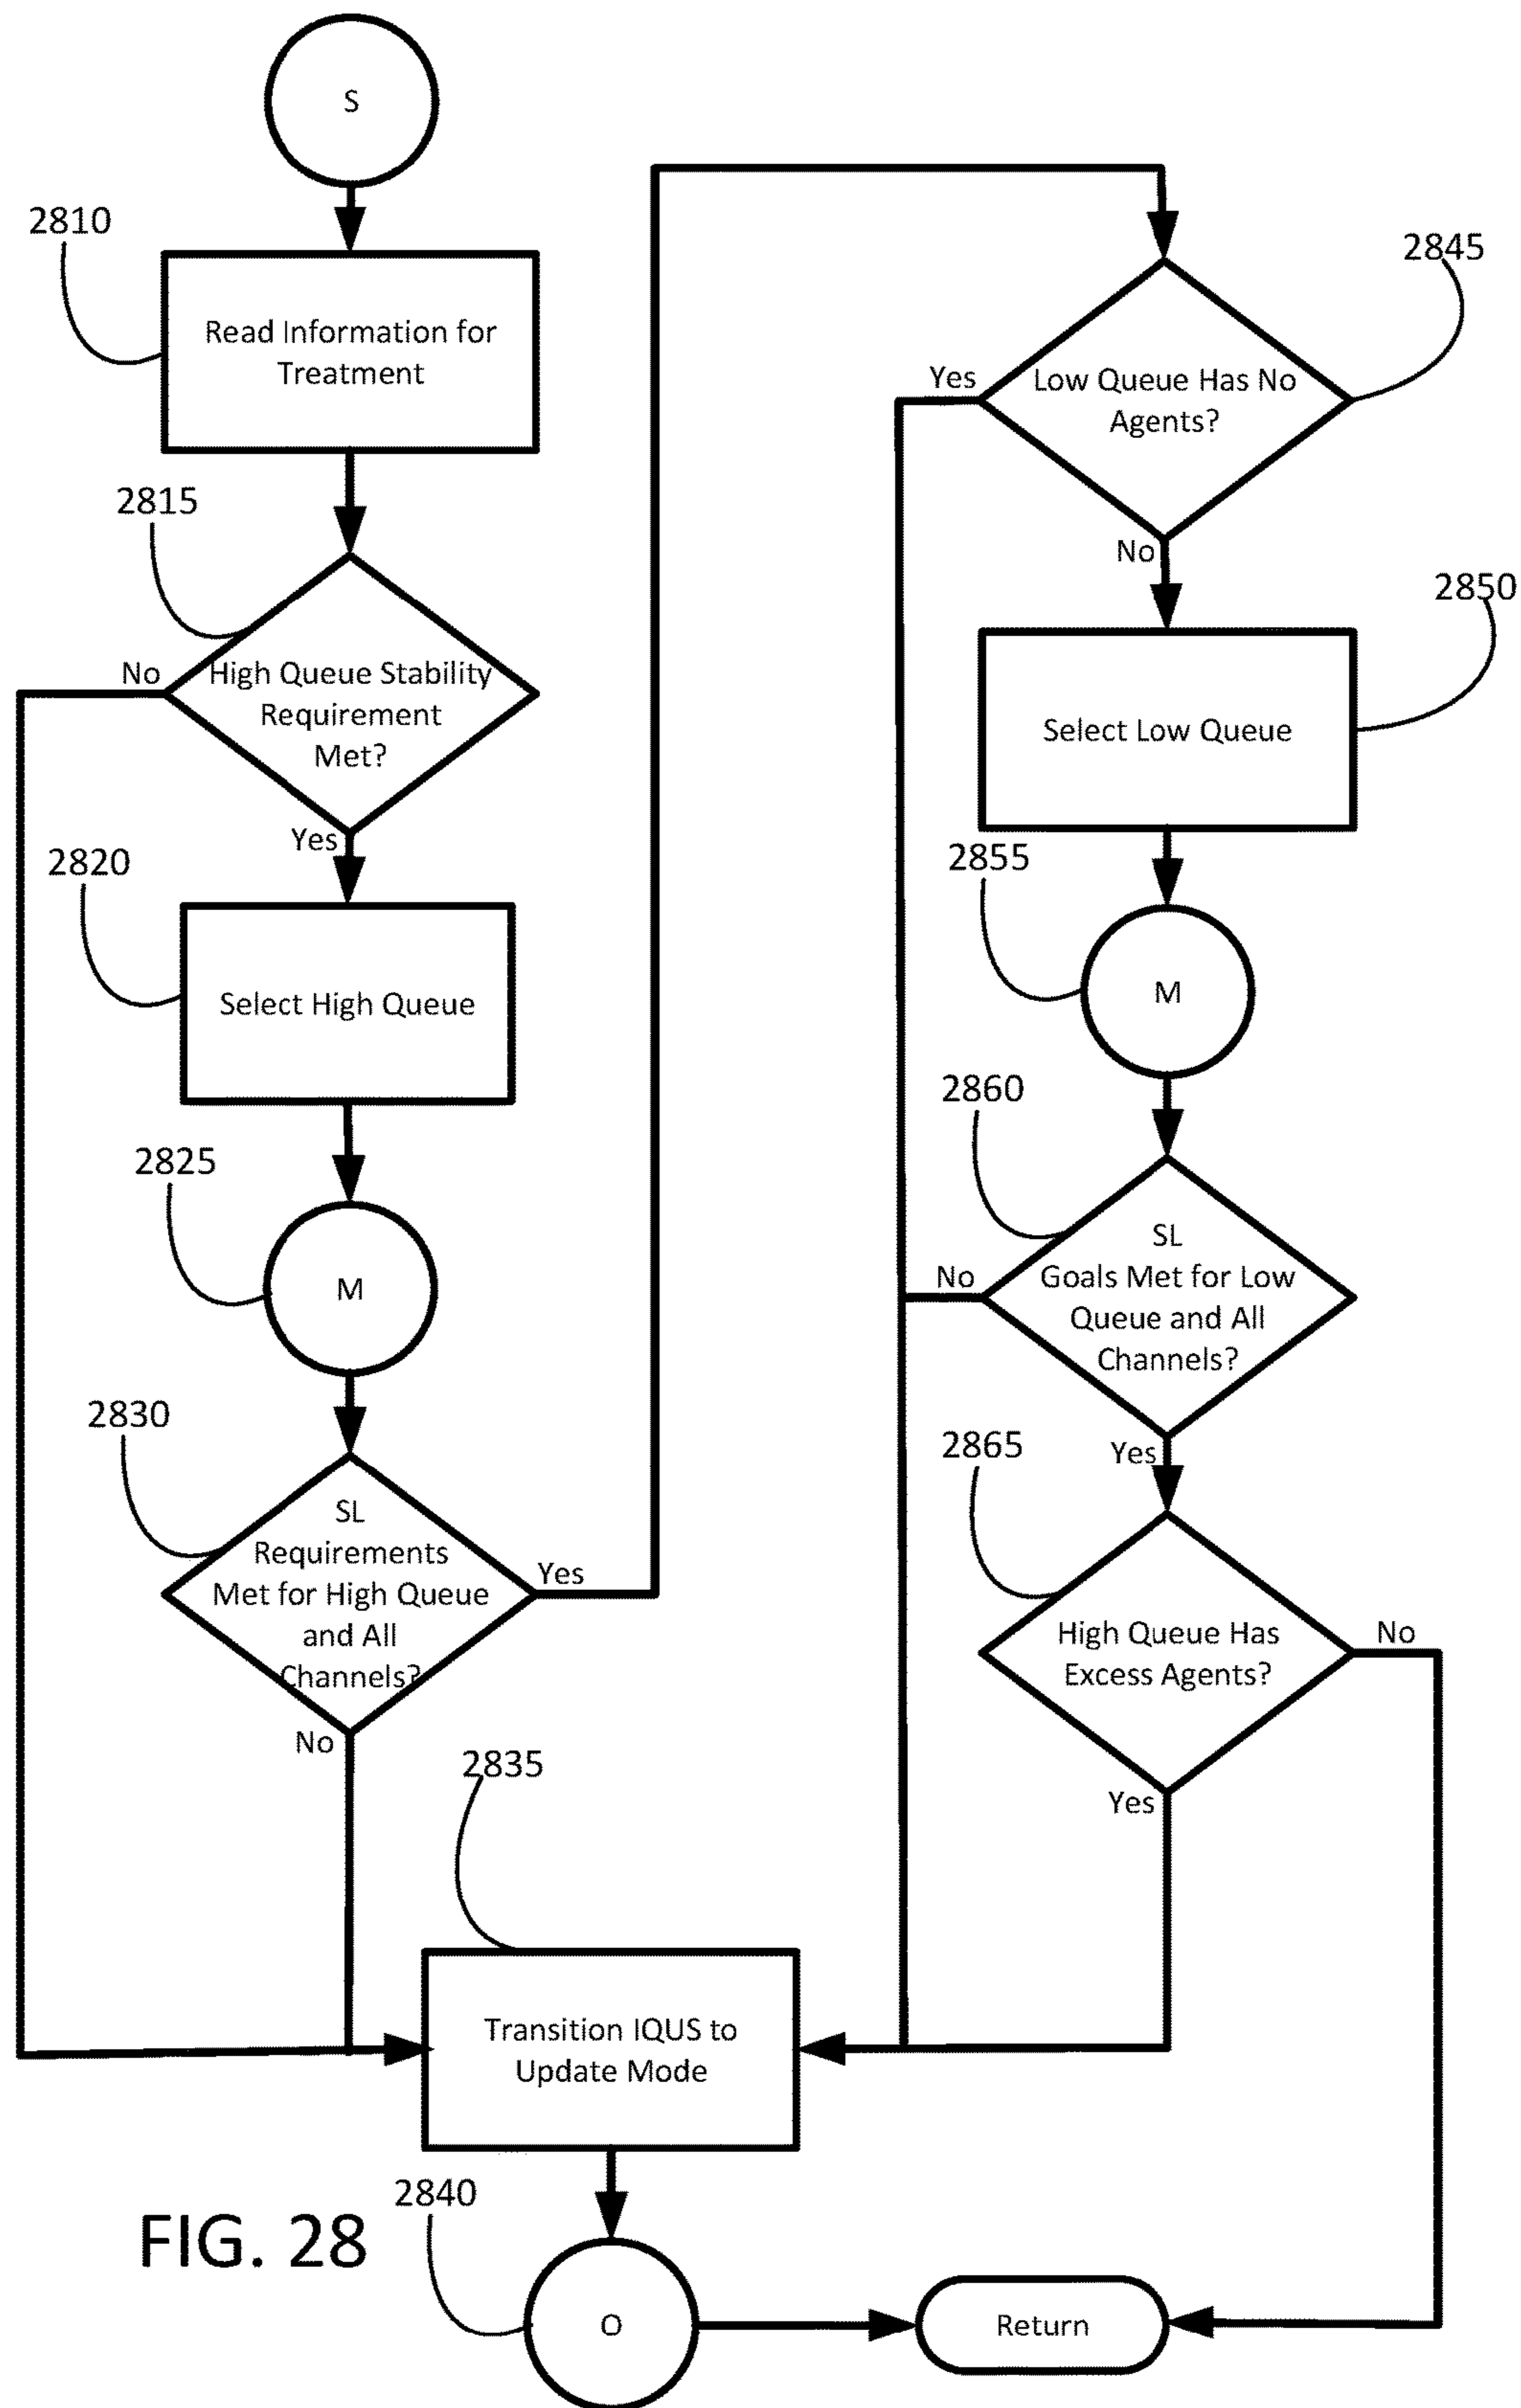 S
2810
Read Information for
Treatment
2815
No
High Queue Stability
Requirement
Met?
Yes
2820
Select High Queue
2825
M
2830
SL
Requirements
Met for High Queue
and All
Channels?
Yes
No
2845
Yes
Low Queue Has No
Agents?
No
2850
Select Low Queue
2855
M
2860
No
SL
Goals Met for Low
Queue and All
Channels?
Yes
2865
High Queue Has
Excess Agents?
No
Yes
2835
Transition IQUS to
Update Mode
2840
O
Return
FIG. 28